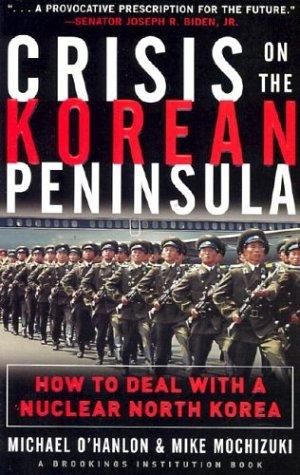 ". . . A PROVOCATIVE PRESCRIPTION FOR THE FUTURE."
—SENATOR JOSEPH R. BIDEN, JR.
CRISIS ON THE
KOREAN
PENINSULA
HOW TO DEAL WITH A
NUCLEAR NORTH KOREA
MICHAEL O'HANLON & MIKE MOCHIZUKI
A BROOKINGS INSTITUTION BOOK